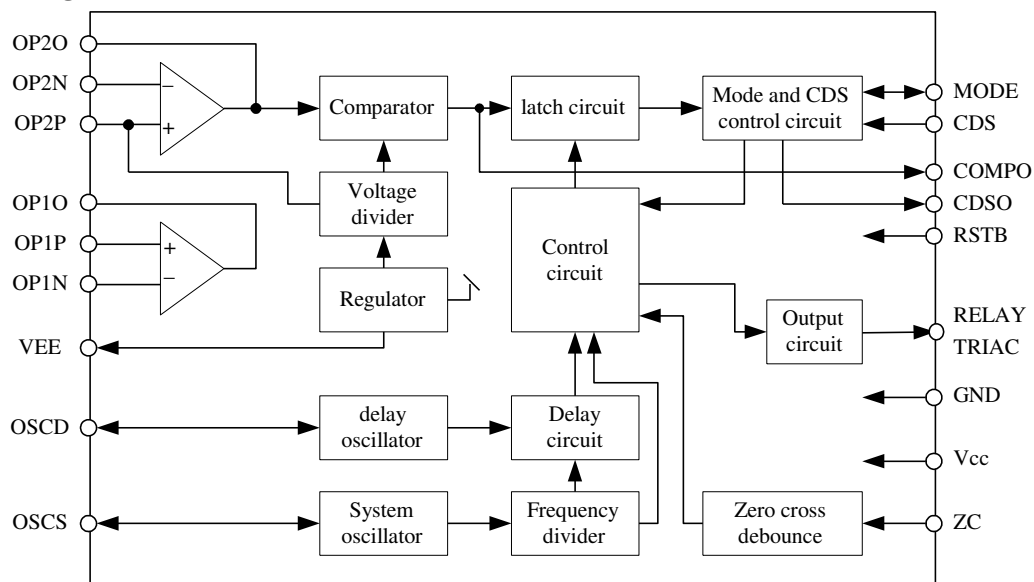 OP2O
OP2N
OP2P
OP1O
OP1P
OP1N
VEE
OSCD
OSCS
−
+
+
−
Comparator
Voltage
divider
Regulator
delay
oscillator
System
oscillator
latch circuit
Control
circuit
Delay
circuit
Frequency
divider
Mode and CDS
control circuit
Output
circuit
Zero cross
debounce
MODE
CDS
COMPO
CDSO
RSTB
RELAY
TRIAC
GND
Vcc
ZC